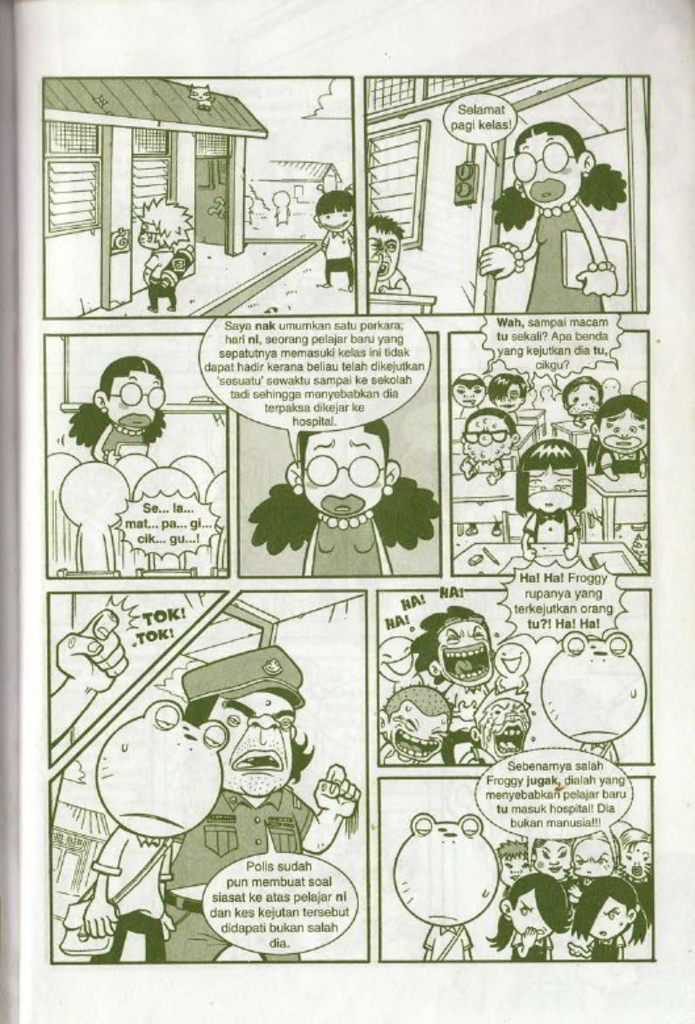 Selamat
pagi kelas!
Se... la...
mat... pa... gi...
cik... gu...!
Saya nak umumkan satu perkara;
hari ni, seorang pelajar baru yang
sepatutnya memasuki kelas ini tidak
dapat hadir kerana beliau telah dikejutkan
'sesuatu' sewaktu sampai ke sekolah
tadi sehingga menyebabkan dia
terpaksa dikejar ke
hospital.
Wah, sampai macam
tu sekali? Apa benda
yang kejutkan dia tu,
cikgu?
TOK!
TOK!
Polis sudah
pun membuat soal
siasat ke atas pelajar ni
dan kes kejutan tersebut
didapati bukan salah
dia.
HA!
HA!
HA!
Ha! Ha! Froggy
rupanya yang
terkejutkan orang
tu?! Ha! Ha!
Sebenarnya salah
Froggy jugak, dialah yang
menyebabkan pelajar baru
tu masuk hospital! Dia
bukan manusia!!!